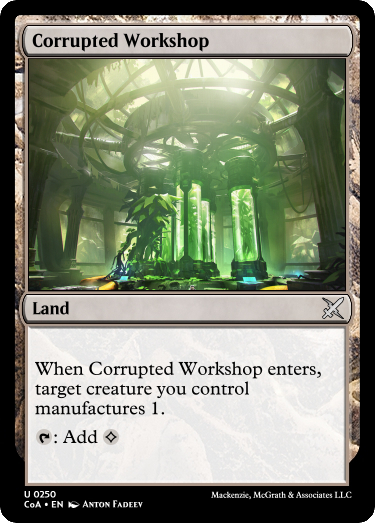 Corrupted Workshop
Land
When Corrupted Workshop enters,
target creature you control
manufactures 1.
: Add
U 0250
CoA • EN Anton Fadeev
Mackenzie, McGrath & Associates LLC